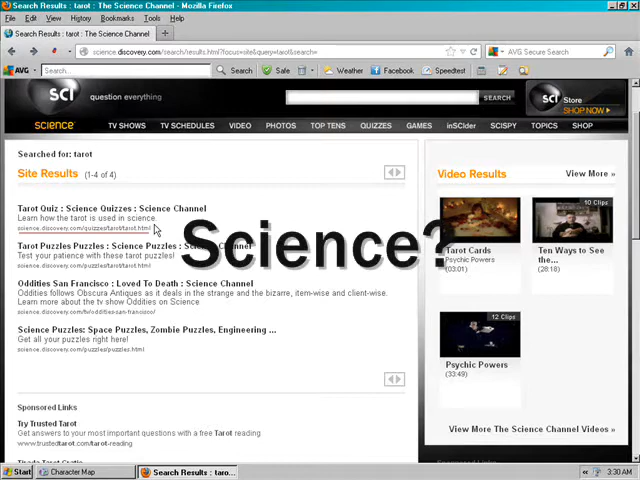 Search Results : tarot : The Science Channel - Mozilla Firefox
File Edit View History Bookmarks Tools Help
Search Results : tarot : The Science Channel
science.discovery.com/search/results.html?focus=site&query=tarot&search=
AVG Secure Search
AVG Search... Search Safe Weather Facebook Speedtest
SCI question everything
SEARCH
SCI Store
SHOP NOW
science TV SHOWS TV SCHEDULES VIDEO PHOTOS TOP TENS QUIZZES GAMES inSCIder SCISPY TOPICS SHOP
Searched for: tarot
Site Results (1-4 of 4)
Tarot Quiz : Science Quizzes : Science Channel
Learn how the tarot is used in science.
science.discovery.com/quizzes/tarot/tarot.html
Tarot Puzzles Puzzles : Science Puzzles : Science Channel
Test your patience with these tarot puzzles!
science.discovery.com/puzzles/tarot/tarot.html
Science?
Oddities San Francisco : Loved To Death : Science Channel
Oddities follows Obscura Antiques as it deals in the strange and the bizarre, item-wise and client-wise.
Learn more about the tv show Oddities on Science
science.discovery.com/tv/oddities-san-francisco/
Science Puzzles: Space Puzzles, Zombie Puzzles, Engineering ...
Get all your puzzles right here!
science.discovery.com/puzzles/puzzles.html
Sponsored Links
Try Trusted Tarot
Get answers to your most important questions with a free Tarot reading
www.trustedtarot.com/tarot-reading
Video Results View More »
Tarot Cards
Psychic Powers
(03:01)
10 Clips
Ten Ways to See
the...
(28:18)
12 Clips
Psychic Powers
(33:49)
View More The Science Channel Videos »
Start Character Map Search Results : taro... 3:30 AM